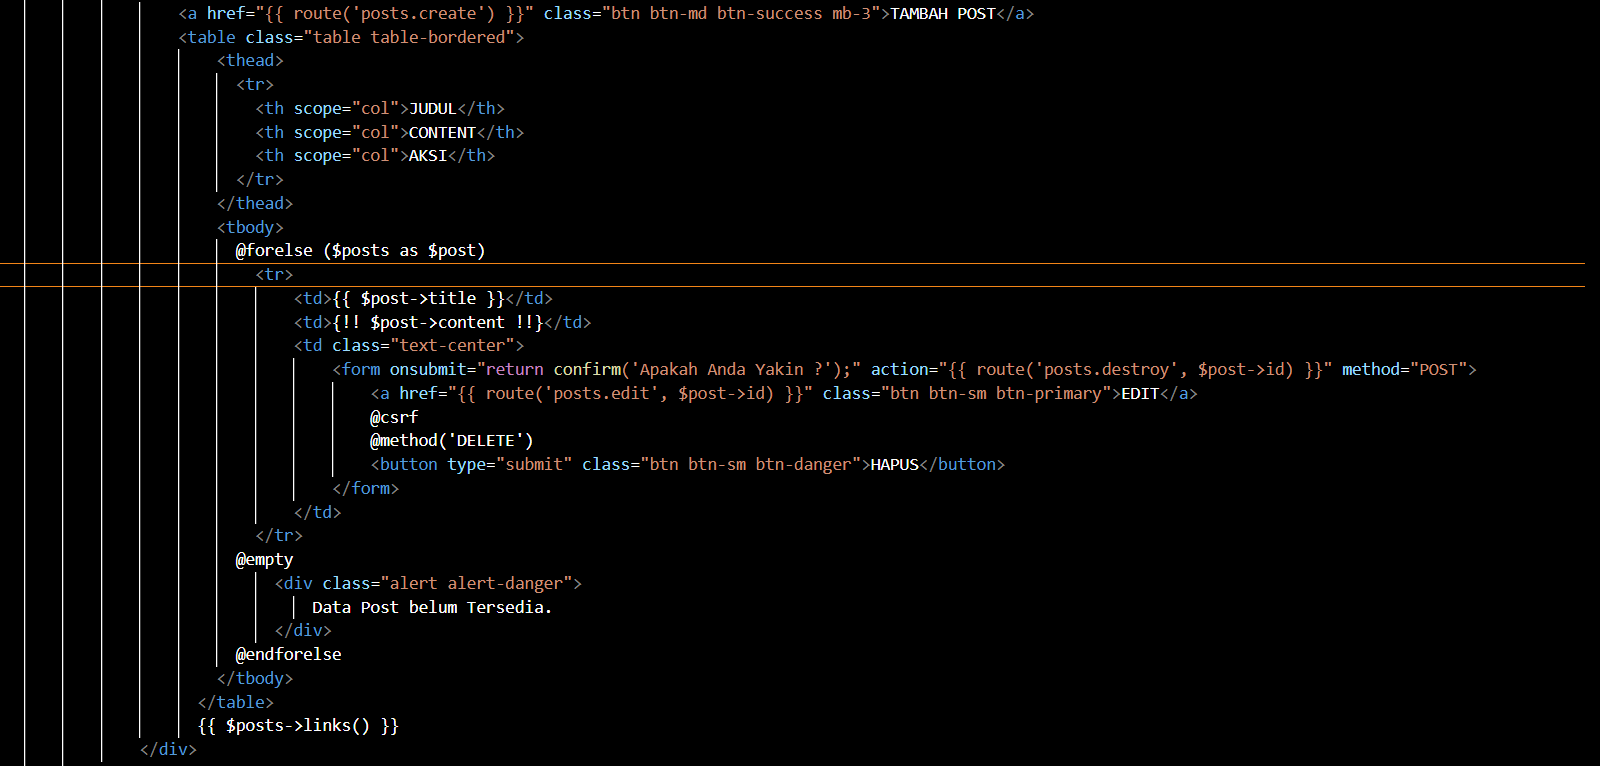 <a href="{{ route('posts.create') }}" class="btn btn-md btn-success mb-3">TAMBAH POST</a>
<table class="table table-bordered">
<thead>
<tr>
<th scope="col">JUDUL</th>
<th scope="col">CONTENT</th>
<th scope="col">AKSI</th>
</tr>
</thead>
<tbody>
@forelse ($posts as $post)
<tr>
<td>{{ $post->title }}</td>
<td>{!! $post->content !!}</td>
<td class="text-center">
<form onsubmit="return confirm('Apakah Anda Yakin ?');" action="{{ route('posts.destroy', $post->id) }}" method="POST">
<a href="{{ route('posts.edit', $post->id) }}" class="btn btn-sm btn-primary">EDIT</a>
@csrf
@method('DELETE')
<button type="submit" class="btn btn-sm btn-danger">HAPUS</button>
</form>
</td>
</tr>
@empty
<div class="alert alert-danger">
Data Post belum Tersedia.
</div>
@endforelse
</tbody>
</table>
{{ $posts->links() }}
</div>